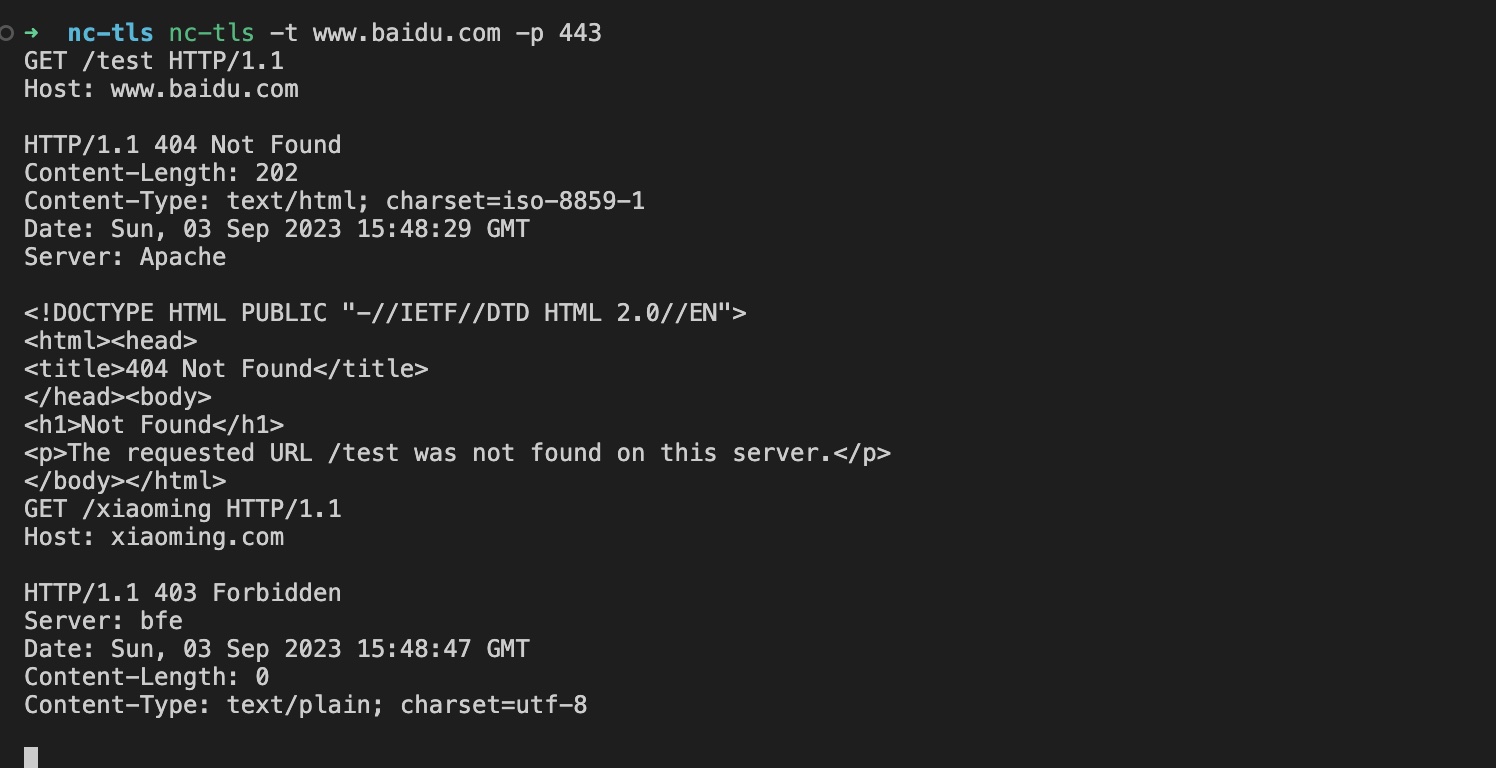 ➜ nc-tls nc-tls -t www.baidu.com -p 443
GET /test HTTP/1.1
Host: www.baidu.com
HTTP/1.1 404 Not Found
Content-Length: 202
Content-Type: text/html; charset=iso-8859-1
Date: Sun, 03 Sep 2023 15:48:29 GMT
Server: Apache
<!DOCTYPE HTML PUBLIC "-//IETF//DTD HTML 2.0//EN">
<html><head>
<title>404 Not Found</title>
</head><body>
<h1>Not Found</h1>
<p>The requested URL /test was not found on this server.</p>
</body></html>
GET /xiaoming HTTP/1.1
Host: xiaoming.com
HTTP/1.1 403 Forbidden
Server: bfe
Date: Sun, 03 Sep 2023 15:48:47 GMT
Content-Length: 0
Content-Type: text/plain; charset=utf-8